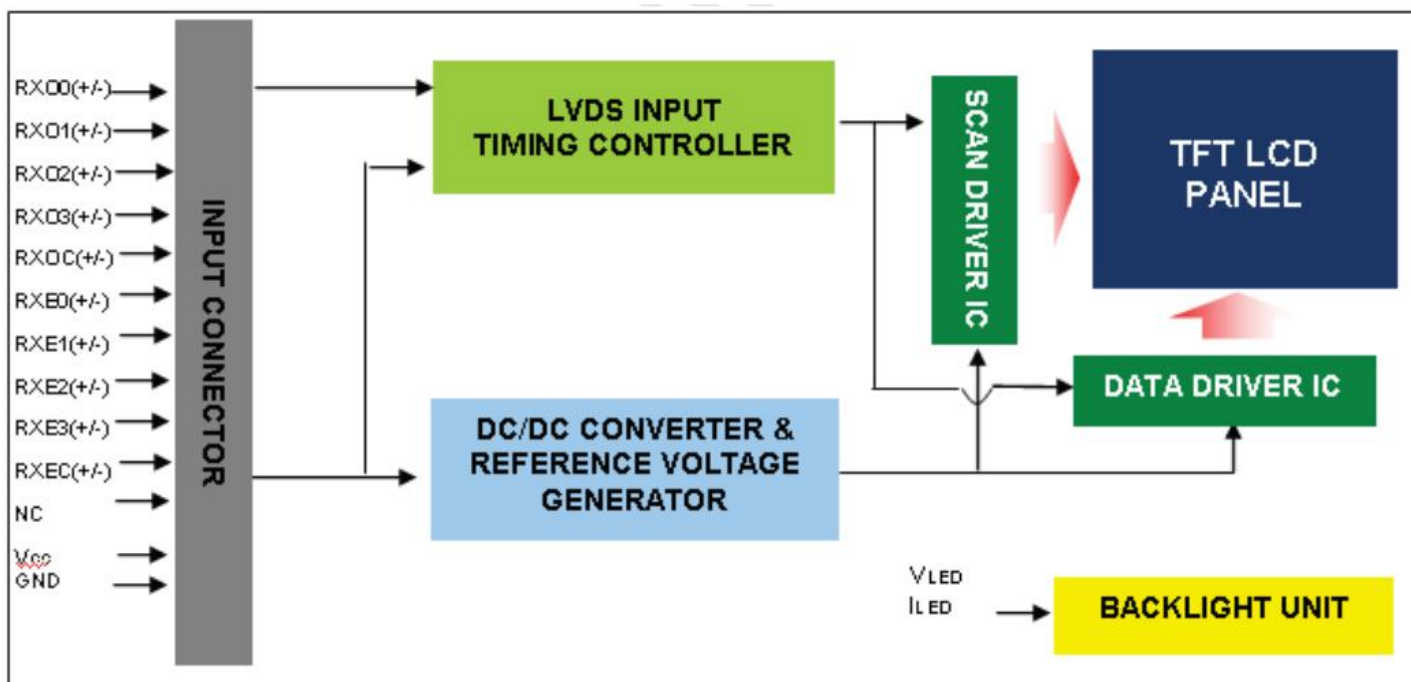 RXO0(+/-)
RXO1(+/-)
RXO2(+/-)
RXO3(+/-)
RXOC(+/-)
RXE0(+/-)
RXE1(+/-)
RXE2(+/-)
RXE3(+/-)
RXEC(+/-)
NC
Vcc
GND
INPUT CONNECTOR
LVDS INPUT
TIMING CONTROLLER
DC/DC CONVERTER &
REFERENCE VOLTAGE
GENERATOR
SCAN DRIVER IC
TFT LCD
PANEL
DATA DRIVER IC
VLED
ILED
BACKLIGHT UNIT